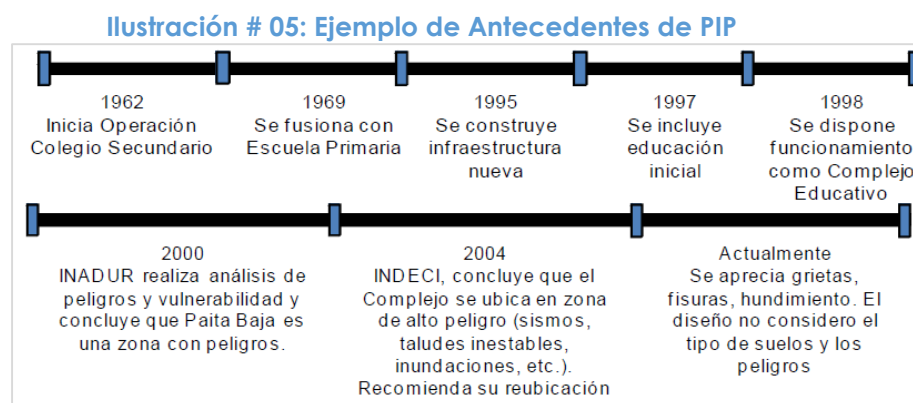 Ilustración # 05: Ejemplo de Antecedentes de PIP
1962
Inicia Operación
Colegio Secundario
1969
Se fusiona con
Escuela Primaria
1995
Se construye
infraestructura
nueva
1997
Se incluye
educación
inicial
1998
Se dispone
funcionamiento
como Complejo
Educativo
2000
INADUR realiza análisis de
peligros y vulnerabilidad y
concluye que Paita Baja es
una zona con peligros.
2004
INDECI, concluye que el
Complejo se ubica en zona
de alto peligro (sismos,
taludes inestables,
inundaciones, etc.).
Recomienda su reubicación
Actualmente
Se aprecia grietas,
fisuras, hundimiento. El
diseño no considero el
tipo de suelos y los
peligros